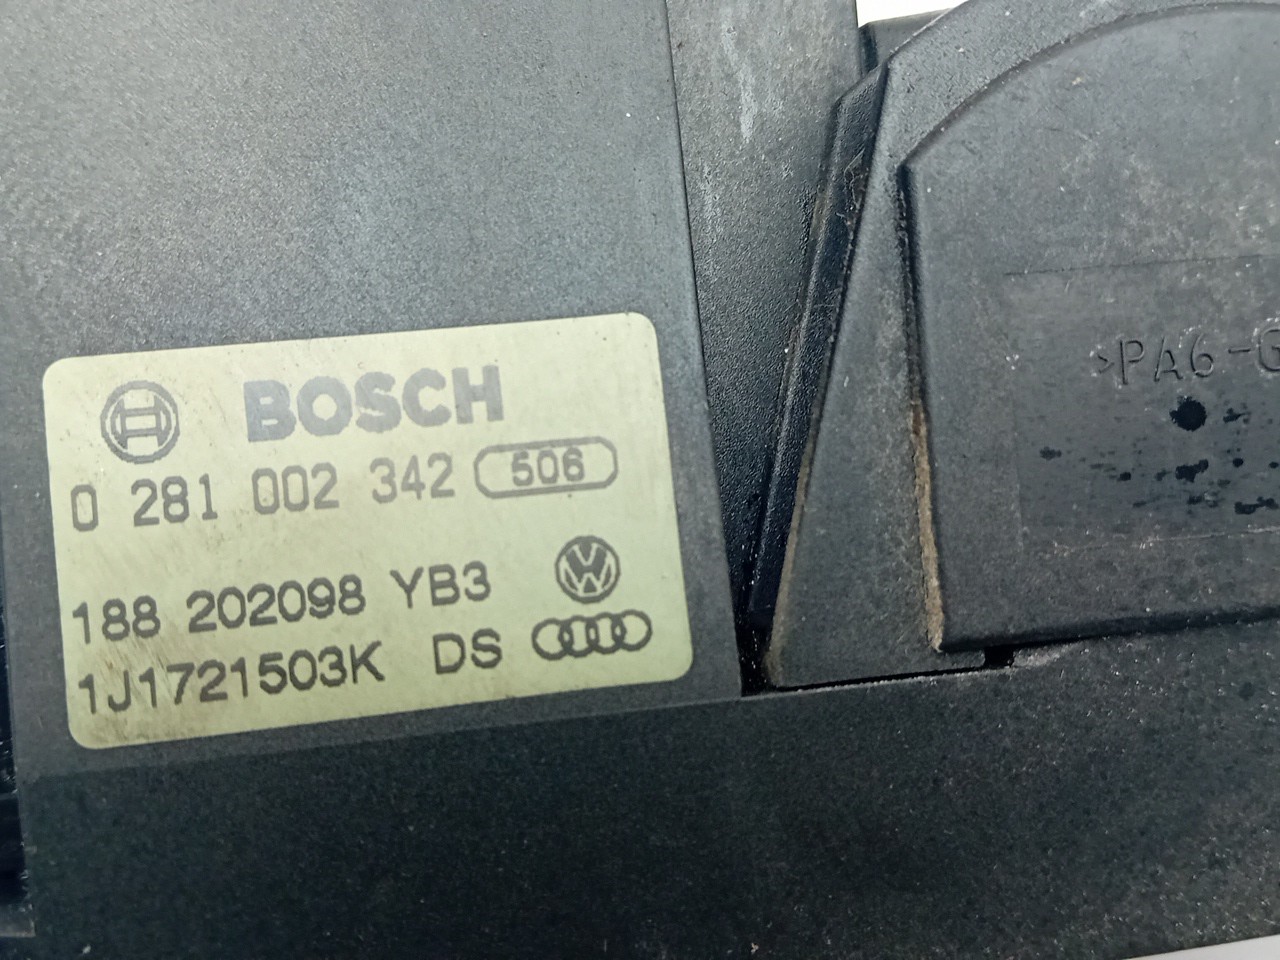 BOSCH
0 281 002 342 506
188 202098 YB3
1J1721503K DS
>PA6-G